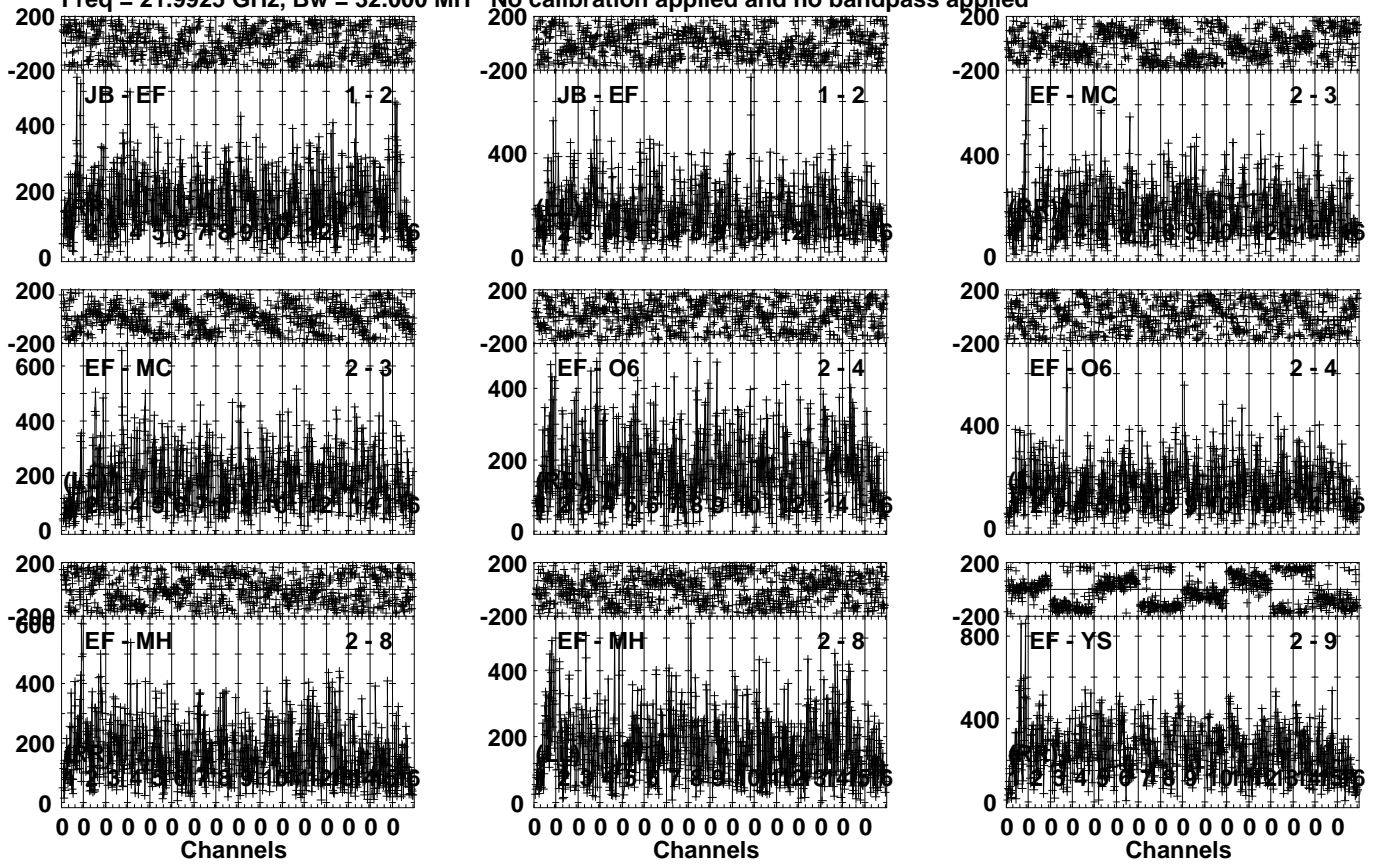 Freq = 21.9925 GHz, Bw = 32.000 MH No calibration applied and no bandpass applied
200 200 200
-200 -200 -200
JB - EF 1 - 2 JB - EF 1 - 2 EF - MC 2 - 3
400 400 400
200
0 0 0
200 200 200
-200 -200 -200
600 EF - MC 2 - 3 EF - O6 2 - 4 EF - O6 2 - 4
400 400 400
200 200
0 0 0
200 200 200
-200 -200 -200
600 EF - MH 2 - 8 EF - MH 2 - 8 800 EF - YS 2 - 9
400 400 400
200 200
0 0 0
0 0 0 0 0 0 0 0 0 0 0 0 0 0 0 0 0 0 0 0 0 0 0 0 0 0 0 0 0 0 0 0 0 0 0 0 0 0 0 0 0 0 0 0 0 0 0 0
Channels Channels Channels